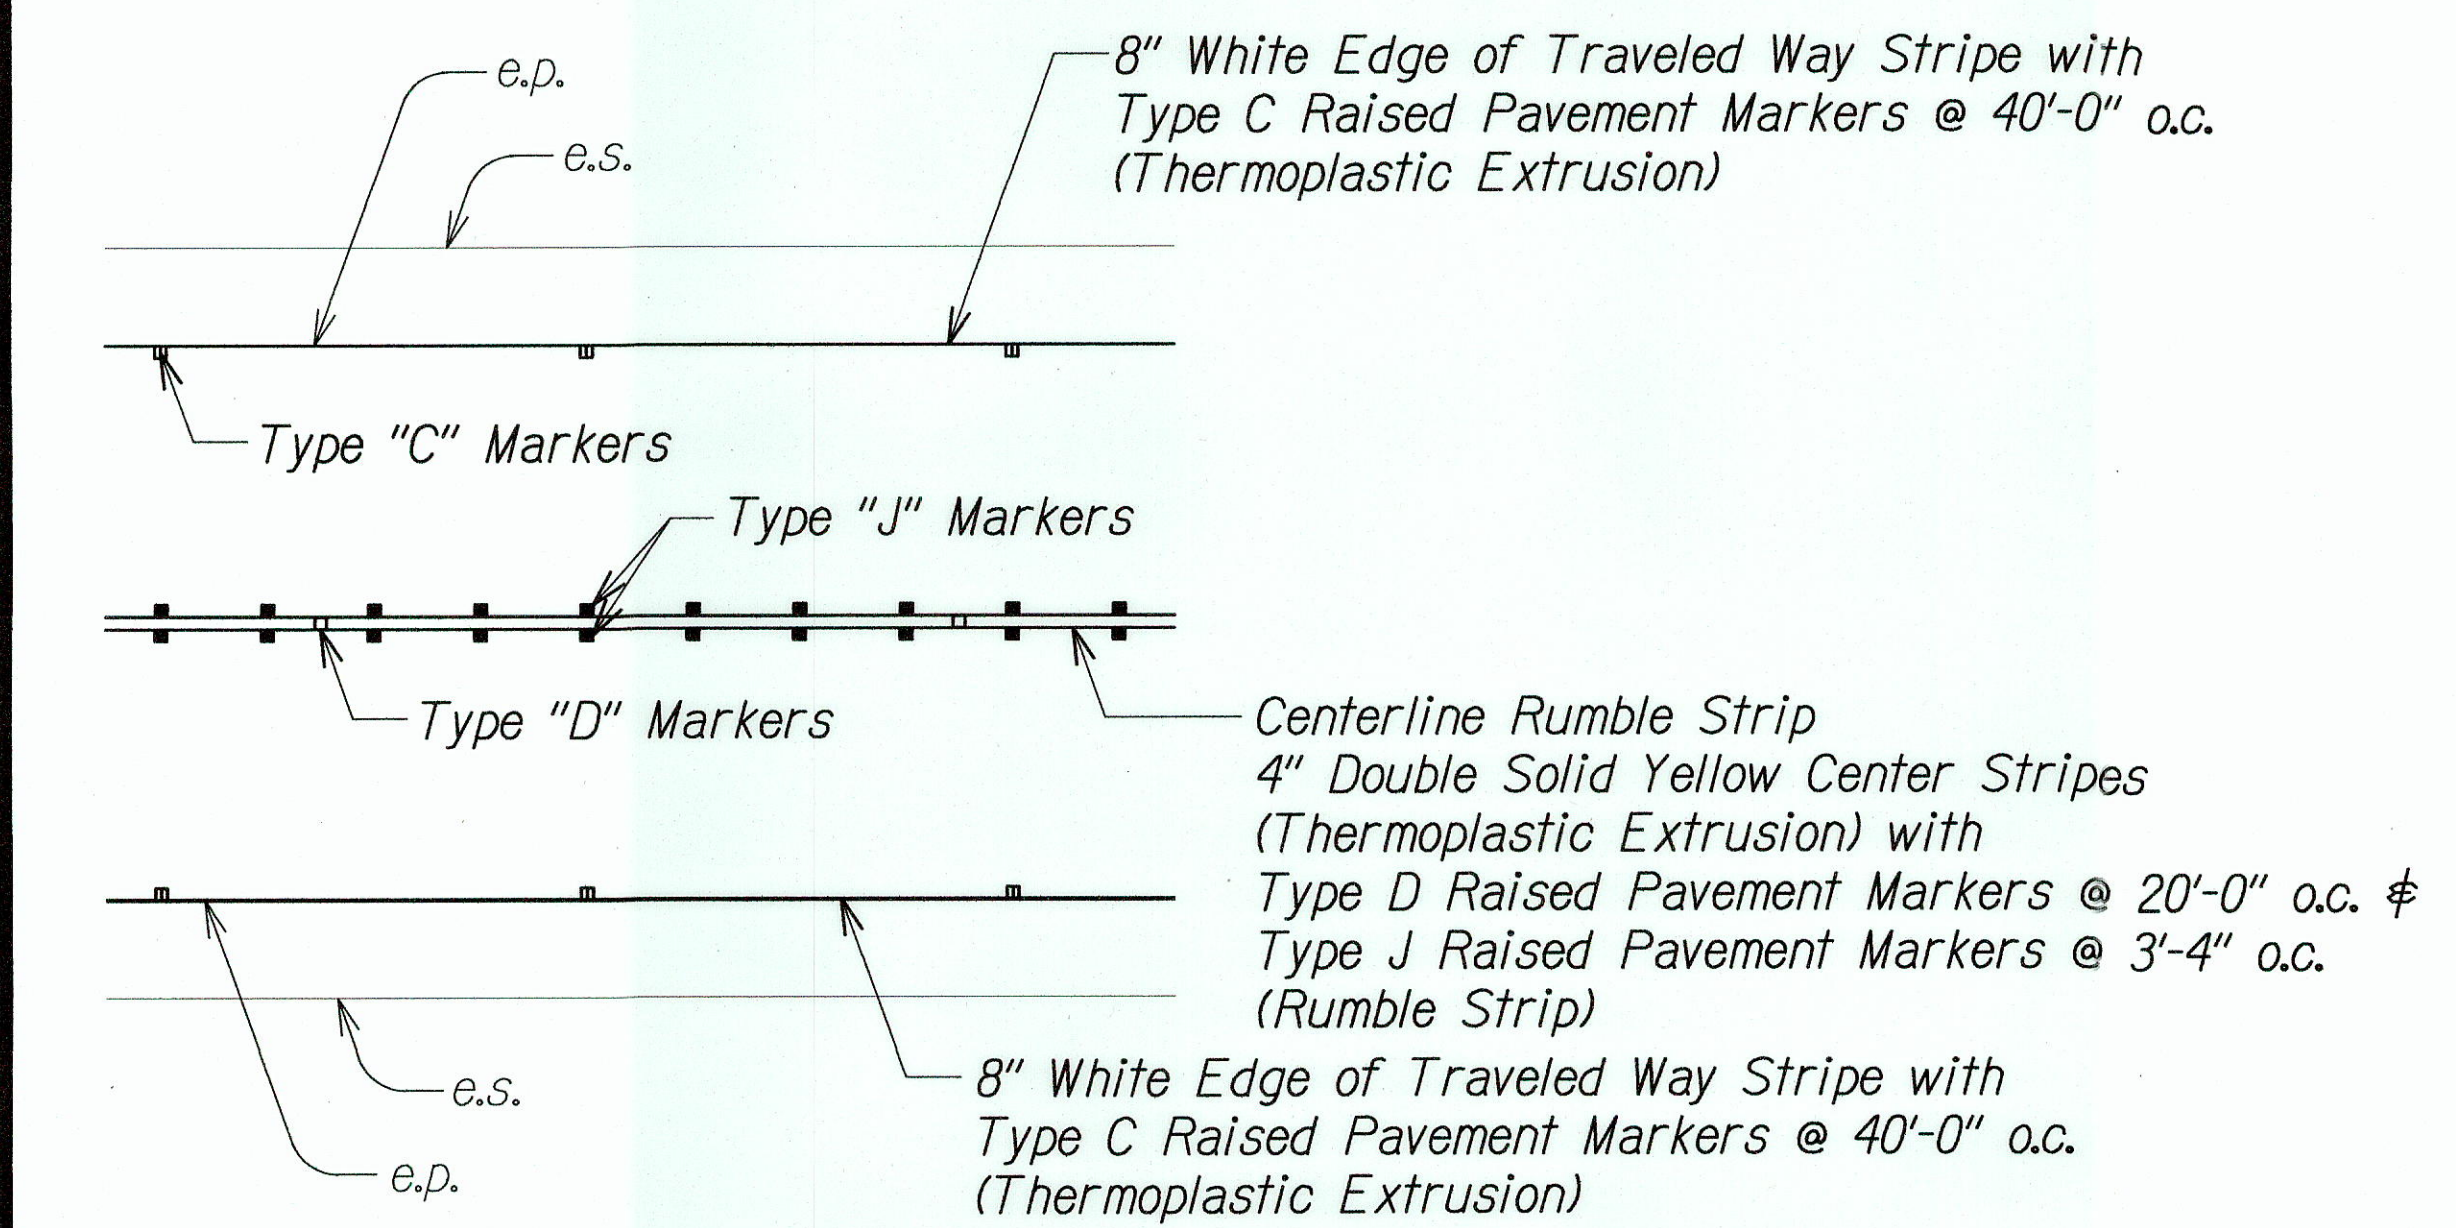 e.p.
e.s.
8" White Edge of Traveled Way Stripe with
Type C Raised Pavement Markers @ 40'-0" o.c.
(Thermoplastic Extrusion)
Type "C" Markers
Type "J" Markers
Type "D" Markers
Centerline Rumble Strip
4" Double Solid Yellow Center Stripes
(Thermoplastic Extrusion) with
Type D Raised Pavement Markers @ 20'-0" o.c. &
Type J Raised Pavement Markers @ 3'-4" o.c.
(Rumble Strip)
e.s.
e.p.
8" White Edge of Traveled Way Stripe with
Type C Raised Pavement Markers @ 40'-0" o.c.
(Thermoplastic Extrusion)